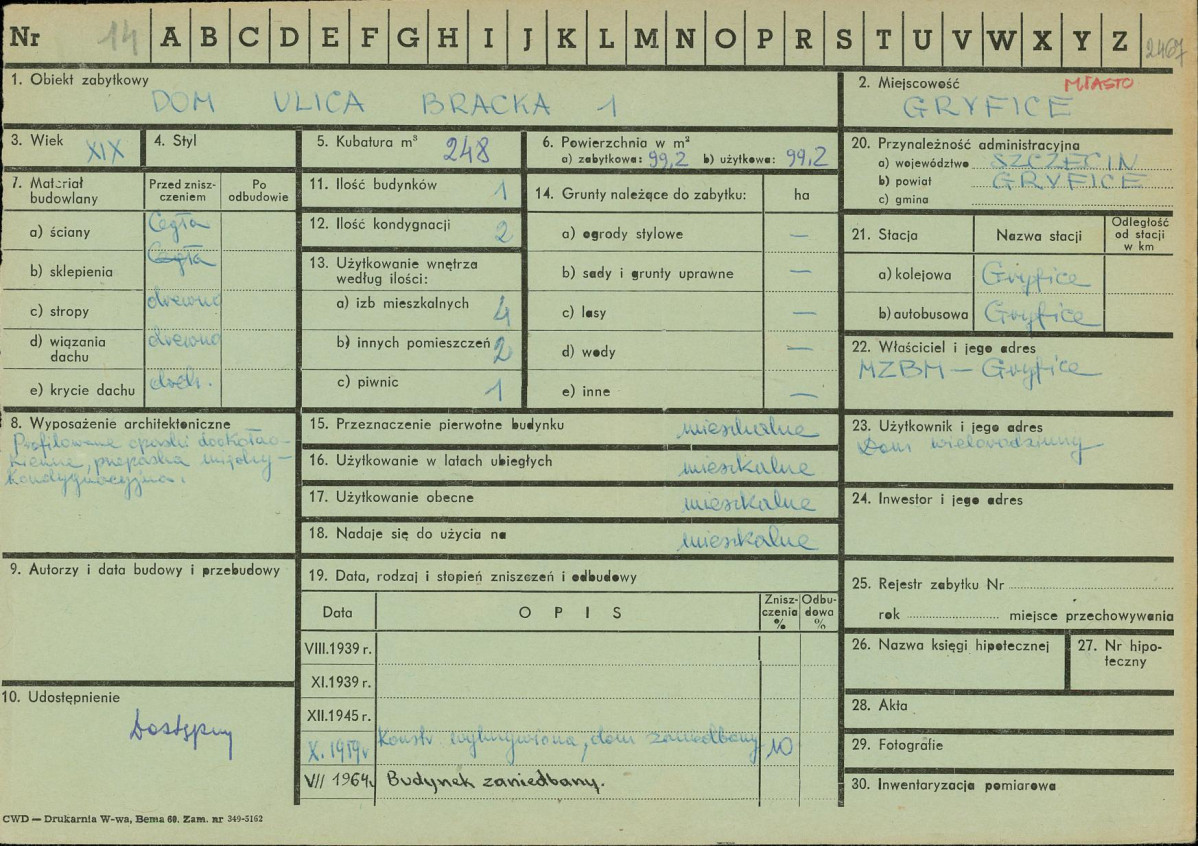 Nr 14 A B C D E F G H I J K L M N O P R S T U V W X Y Z 2467
1. Obiekt zabytkowy
DOM ULICA BRACKA 1
2. Miejscowość MIASTO
GRYFICE
3. Wiek XIX
4. Styl
5. Kubatura m³ 248
6. Powierzchnia w m²
a) zabytkowa: 99,2 b) użytkowa: 99,2
7. Materiał budowlany
Przed zniszczeniem
Po odbudowie
a) ściany Cegła
b) sklepienia Cegła
c) stropy drewno
d) wiązania dachu drewno
e) krycie dachu dach.
8. Wyposażenie architektoniczne
Profilowane opaski dookoła o-
kienne, przepaska między-
kondygnacyjna.
9. Autorzy i data budowy i przebudowy
10. Udostępnienie
Dostępny
11. Ilość budynków 1
12. Ilość kondygnacji 2
13. Użytkowanie wnętrza
według ilości:
a) izb mieszkalnych 4
b) innych pomieszczeń 2
c) piwnic 1
14. Grunty należące do zabytku: ha
a) ogrody stylowe —
b) sady i grunty uprawne —
c) lasy —
d) wody —
e) inne —
15. Przeznaczenie pierwotne budynku mieszkalne
16. Użytkowanie w latach ubiegłych mieszkalne
17. Użytkowanie obecne mieszkalne
18. Nadaje się do użycia na mieszkalne
19. Data, rodzaj i stopień zniszczeń i odbudowy
Data OPIS Zniszczenia % Odbudowa %
VIII.1939 r.
XI.1939 r.
XII.1945 r.
X. 1959 r Konstr. wybrzuszona, dom zaniedbany 10
VII 1964r Budynek zaniedbany.
20. Przynależność administracyjna
a) województwo SZCZECIN
b) powiat GRYFICE
c) gmina
21. Stacja Nazwa stacji Odległość od stacji w km
a) kolejowa Gryfice
b) autobusowa Gryfice
22. Właściciel i jego adres
MZBM — Gryfice
23. Użytkownik i jego adres
Dom wielorodzinny
24. Inwestor i jego adres
25. Rejestr zabytku Nr
rok miejsce przechowywania
26. Nazwa księgi hipotecznej
27. Nr hipoteczny
28. Akta
29. Fotografie
30. Inwentaryzacja pomiarowa
CWD — Drukarnia W-wa, Bema 60. Zam. nr 349-5162